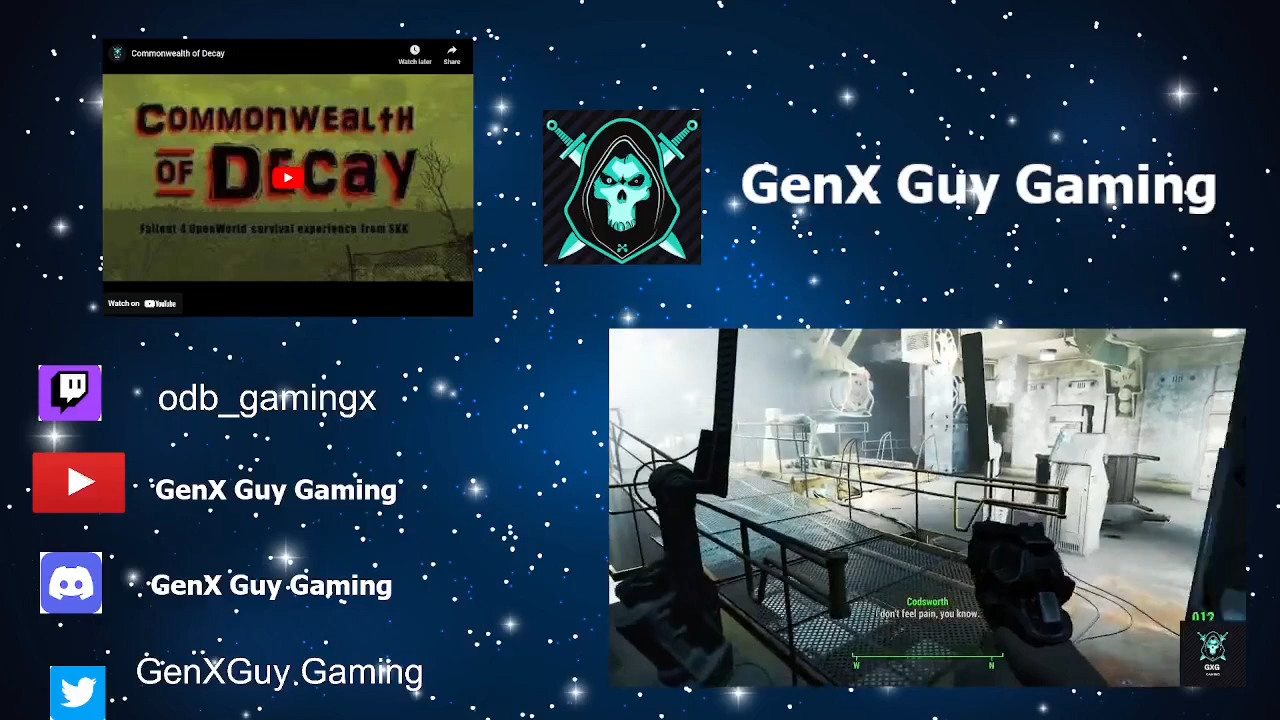 Commonwealth of Decay
Watch later
Share
COMMONWEALTH
OF DECAY
Fallout 4 OpenWorld survival experience from SKK
Watch on YouTube
GenX Guy Gaming
odb_gamingx
GenX Guy Gaming
GenX Guy Gaming
GenXGuy.Gaming
Codsworth
I don't feel pain, you know.
W N
012
GXG
GAMING